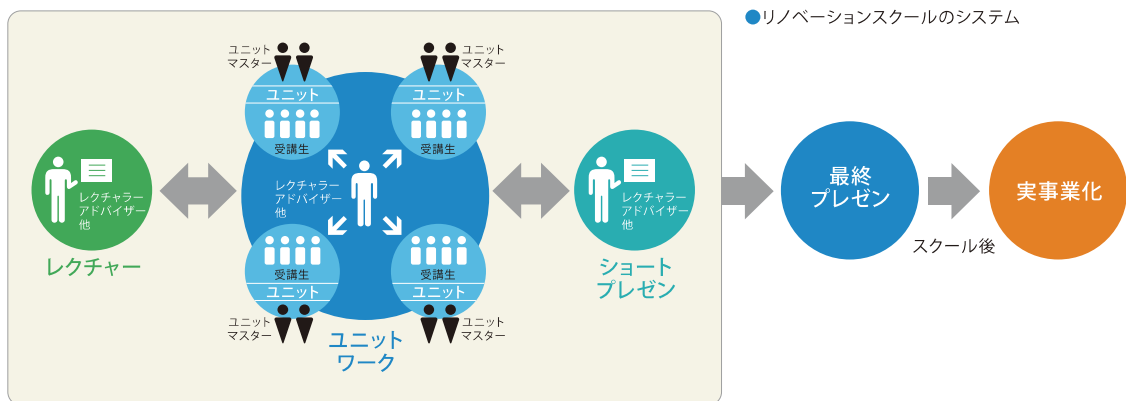 ●リノベーションスクールのシステム
ユニット
マスター
ユニット
受講生
ユニット
マスター
ユニット
受講生
レクチャラー
アドバイザー
他
レクチャー
レクチャラー
アドバイザー
他
受講生
ユニット
ユニット
マスター
受講生
ユニット
ユニット
マスター
ユニット
ワーク
レクチャラー
アドバイザー
他
ショート
プレゼン
最終
プレゼン
スクール後
実事業化